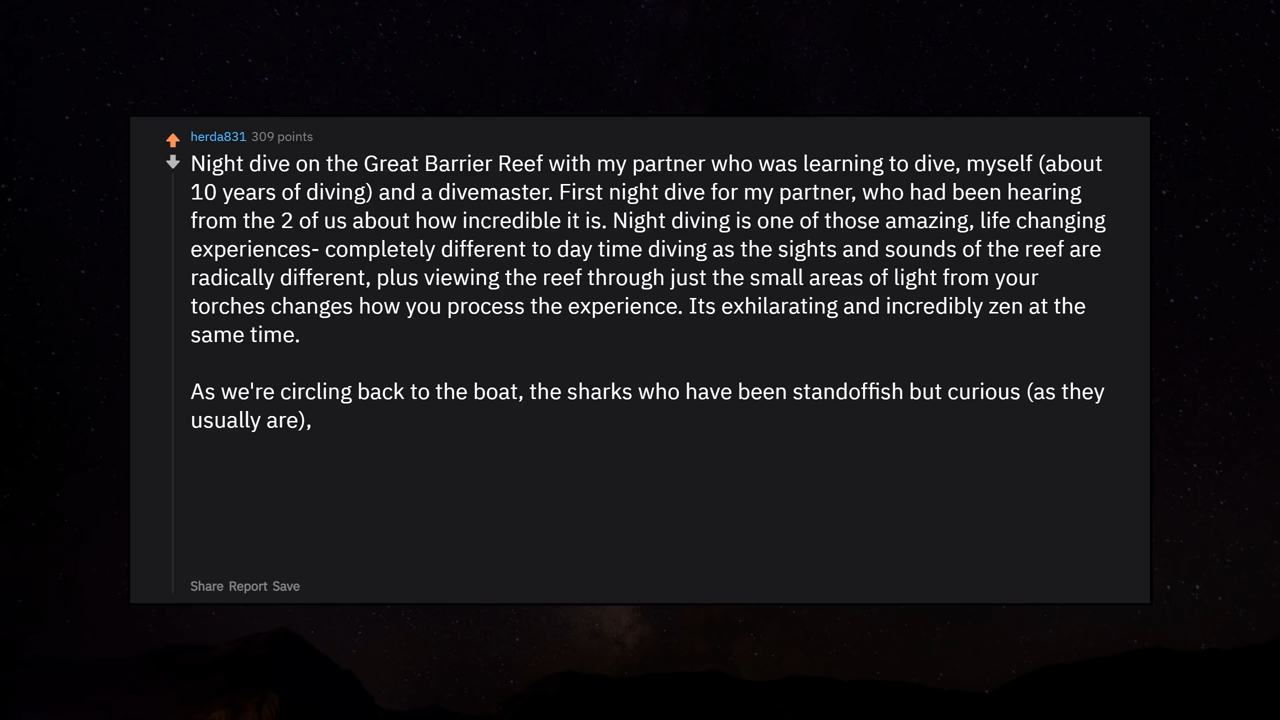 herda831 309 points
Night dive on the Great Barrier Reef with my partner who was learning to dive, myself (about
10 years of diving) and a divemaster. First night dive for my partner, who had been hearing
from the 2 of us about how incredible it is. Night diving is one of those amazing, life changing
experiences- completely different to day time diving as the sights and sounds of the reef are
radically different, plus viewing the reef through just the small areas of light from your
torches changes how you process the experience. Its exhilarating and incredibly zen at the
same time.
As we're circling back to the boat, the sharks who have been standoffish but curious (as they
usually are),
Share Report Save